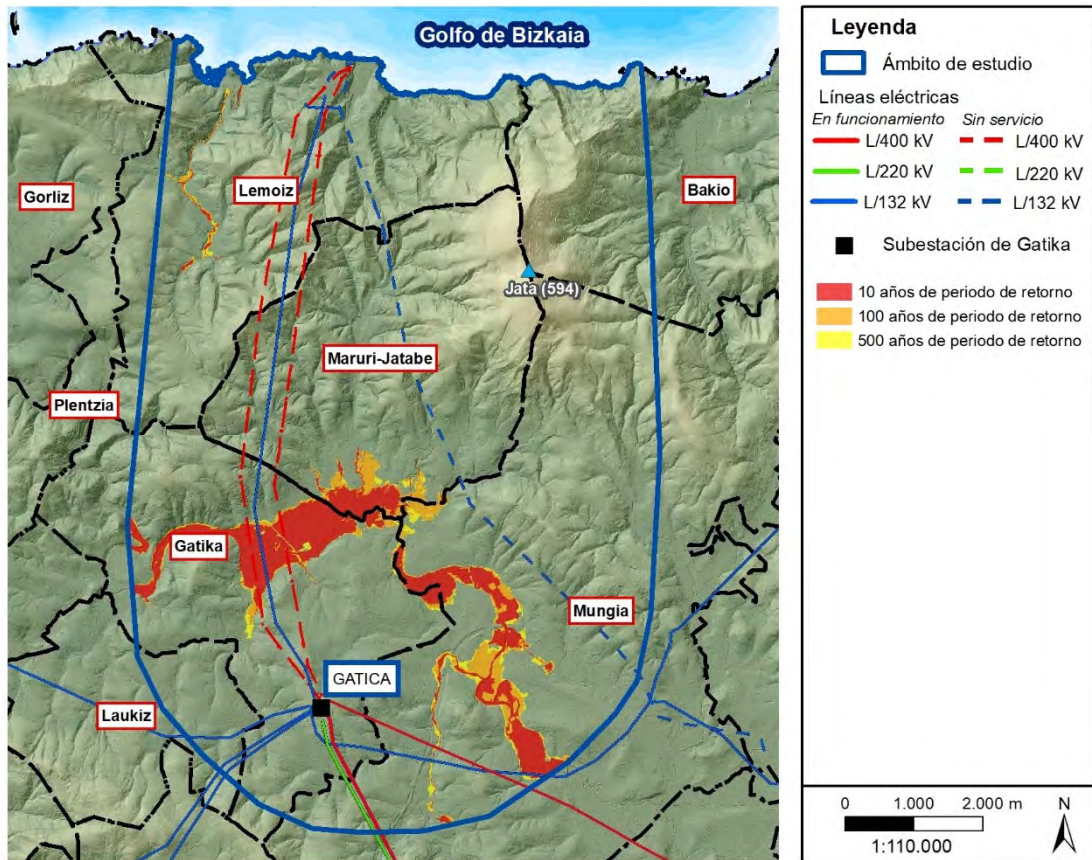 Golfo de Bizkaia
Gorliz
Lemoiz
Bakio
Jata (594)
Maruri-Jatabe
Plentzia
Gatika
Mungia
GATICA
Laukiz
Leyenda
Ámbito de estudio
Líneas eléctricas
En funcionamiento Sin servicio
L/400 kV L/400 kV
L/220 kV L/220 kV
L/132 kV L/132 kV
Subestación de Gatika
10 años de periodo de retorno
100 años de periodo de retorno
500 años de periodo de retorno
0 1.000 2.000 m N
1:110.000